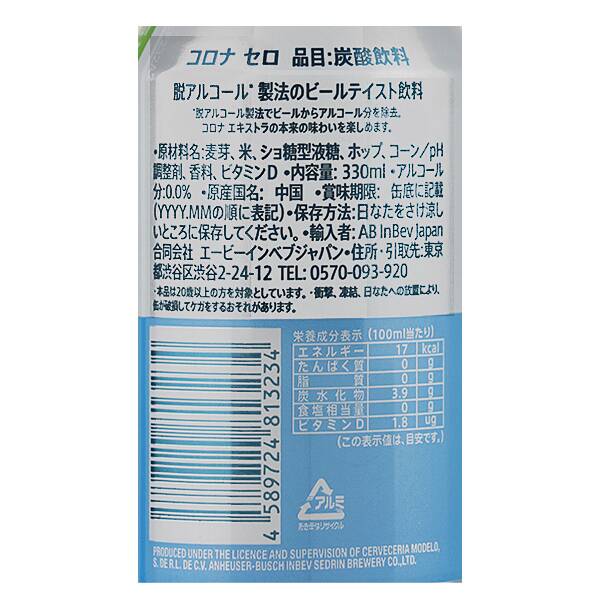 コロナ セロ 品目:炭酸飲料
脱アルコール*製法のビールテイスト飲料
*脱アルコール製法でビールからアルコール分を除去。
コロナ エキストラの本来の味わいを楽しめます。
•原材料名:麦芽、米、ショ糖型液糖、ホップ、コーン/pH
調整剤、香料、ビタミンD •内容量:330ml •アルコール
分:0.0% •原産国名: 中国 •賞味期限: 缶底に記載
(YYYY.MMの順に表記) •保存方法:日なたをさけ涼し
いところに保存してください。•輸入者: AB InBev Japan
合同会社 エービーインベブジャパン •住所・引取先:東京
都渋谷区渋谷2-24-12 TEL: 0570-093-920
•本品は20歳以上の方を対象としています。•衝撃、凍結、日なたへの放置により、
缶が破損してケガをするおそれがあります。
栄養成分表示 (100ml当たり)
エネルギー 17 kcal
たんぱく質 0 g
脂質 0 g
炭水化物 3.9 g
食塩相当量 0 g
ビタミンD 1.8 ug
(この表示値は、目安です。)
アルミ
あき缶はリサイクル
4 589724 813234
PRODUCED UNDER THE LICENCE AND SUPERVISION OF CERVECERIA MODELO,
S. DE R.L. DE C.V. ANHEUSER-BUSCH INBEV SEDRIN BREWERY CO.,LTD.